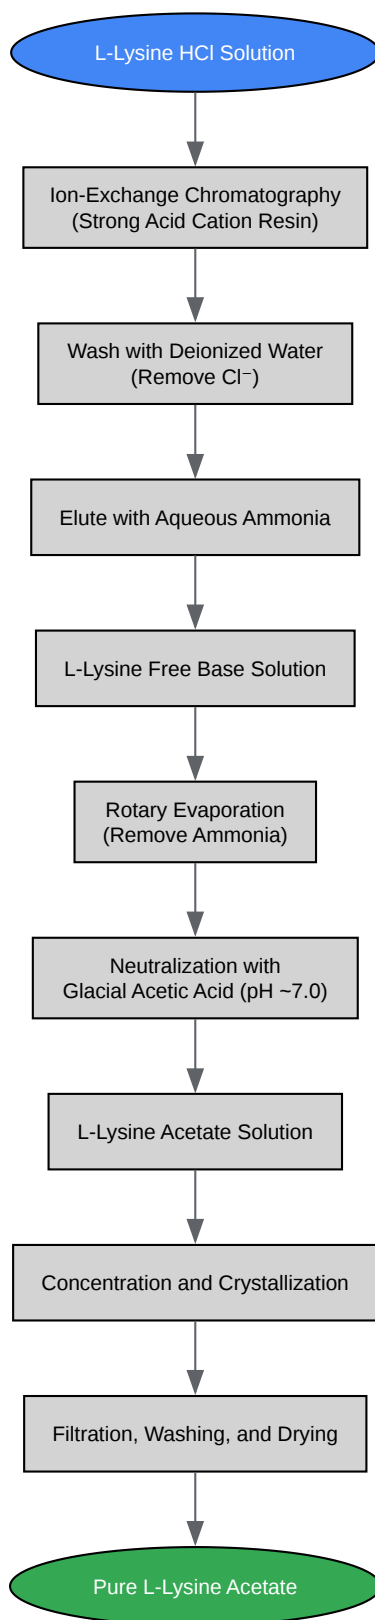 L-Lysine HCl Solution
Ion-Exchange Chromatography
(Strong Acid Cation Resin)
Wash with Deionized Water
(Remove Cl⁻)
Elute with Aqueous Ammonia
L-Lysine Free Base Solution
Rotary Evaporation
(Remove Ammonia)
Neutralization with
Glacial Acetic Acid (pH ~7.0)
L-Lysine Acetate Solution
Concentration and Crystallization
Filtration, Washing, and Drying
Pure L-Lysine Acetate